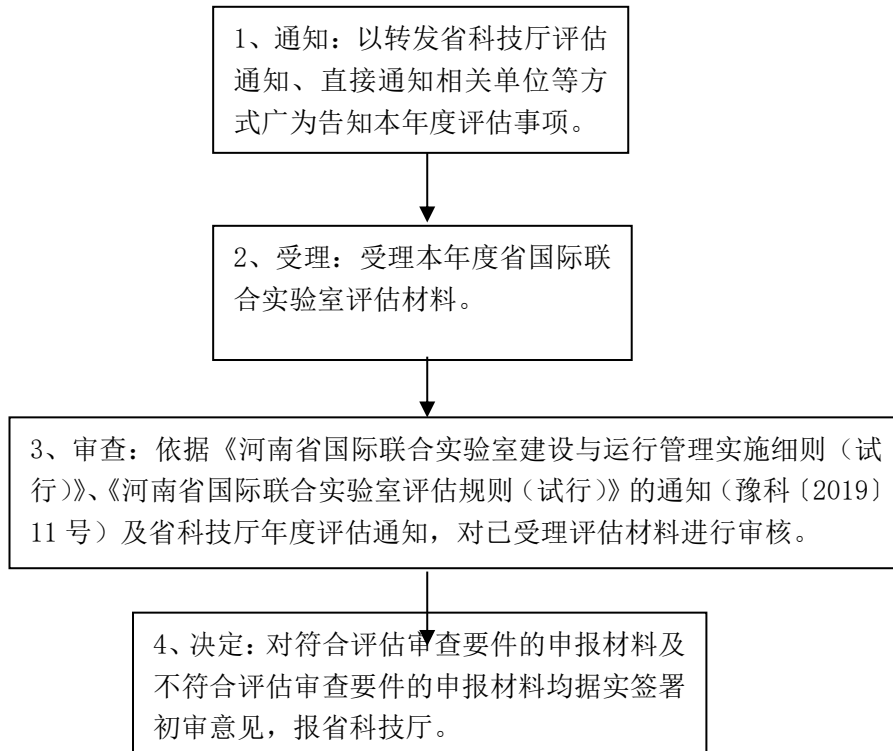 1、通知：以转发省科技厅评估
通知、直接通知相关单位等方
式广为告知本年度评估事项。
2、受理：受理本年度省国际联
合实验室评估材料。
3、审查：依据《河南省国际联合实验室建设与运行管理实施细则（试
行）》、《河南省国际联合实验室评估规则（试行）》的通知（豫科〔2019〕
11 号）及省科技厅年度评估通知，对已受理评估材料进行审核。
4、决定：对符合评估审查要件的申报材料及
不符合评估审查要件的申报材料均据实签署
初审意见，报省科技厅。